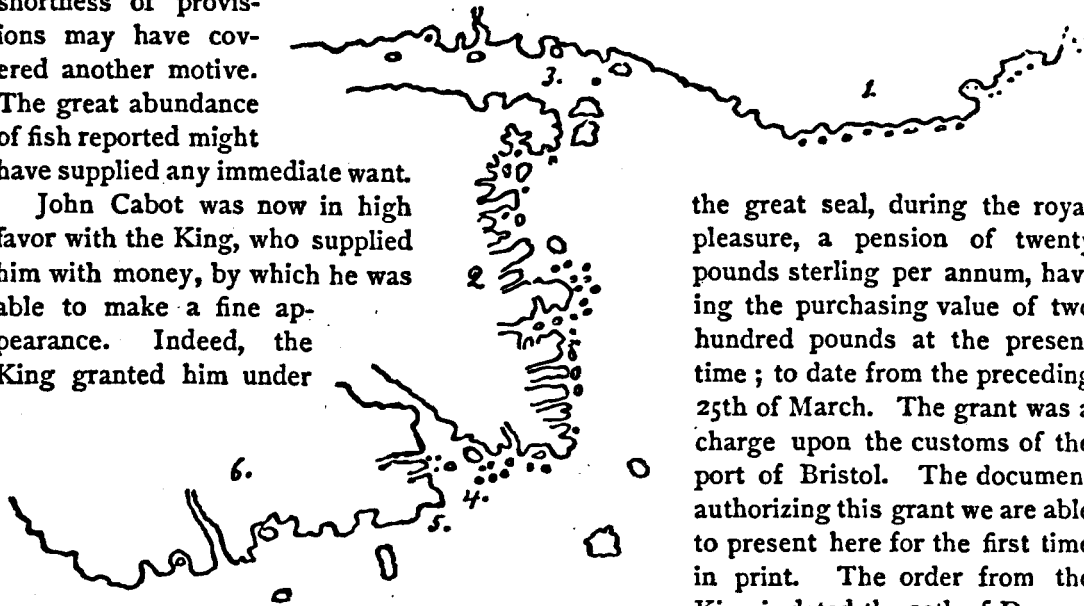 shortness of provis-
ions may have cov-
ered another motive.
The great abundance
of fish reported might
have supplied any immediate want.
John Cabot was now in high
favor with the King, who supplied
him with money, by which he was
able to make a fine ap-
pearance. Indeed, the
King granted him under
1.
3.
2
6.
4.
5.
the great seal, during the royal
pleasure, a pension of twenty
pounds sterling per annum, hav-
ing the purchasing value of two
hundred pounds at the present
time ; to date from the preceding
25th of March. The grant was a
charge upon the customs of the
port of Bristol. The document
authorizing this grant we are able
to present here for the first time
in print. The order from the